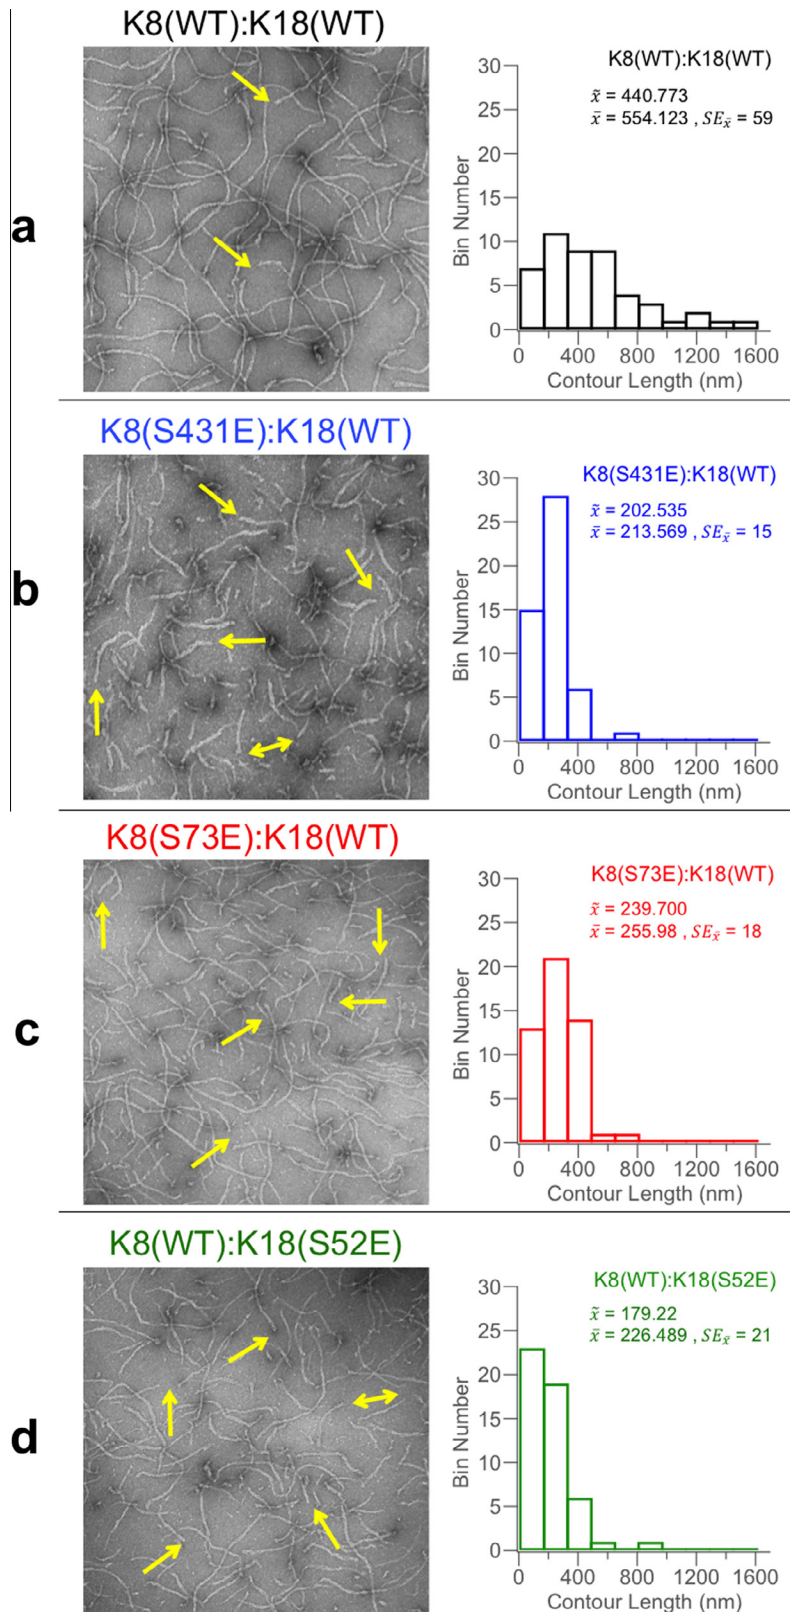 K8(WT):K18(WT)
a
K8(WT):K18(WT)
x̃ = 440.773
x̄ = 554.123 , SEx̄ = 59
Bin Number
30
25
20
15
10
5
0
0 400 800 1200 1600
Contour Length (nm)
K8(S431E):K18(WT)
b
K8(S431E):K18(WT)
x̃ = 202.535
x̄ = 213.569 , SEx̄ = 15
Bin Number
30
25
20
15
10
5
0
0 400 800 1200 1600
Contour Length (nm)
K8(S73E):K18(WT)
c
K8(S73E):K18(WT)
x̃ = 239.700
x̄ = 255.98 , SEx̄ = 18
Bin Number
30
25
20
15
10
5
0
0 400 800 1200 1600
Contour Length (nm)
K8(WT):K18(S52E)
d
K8(WT):K18(S52E)
x̃ = 179.22
x̄ = 226.489 , SEx̄ = 21
Bin Number
30
25
20
15
10
5
0
0 400 800 1200 1600
Contour Length (nm)